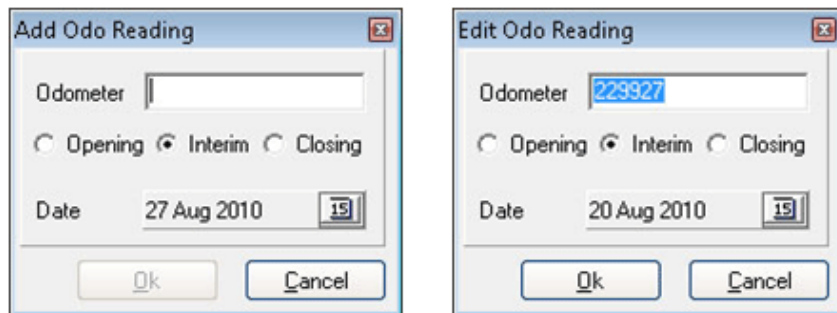 Add Odo Reading
Odometer
Opening Interim Closing
Date 27 Aug 2010 15
Ok Cancel
Edit Odo Reading
Odometer 229927
Opening Interim Closing
Date 20 Aug 2010 15
Ok Cancel